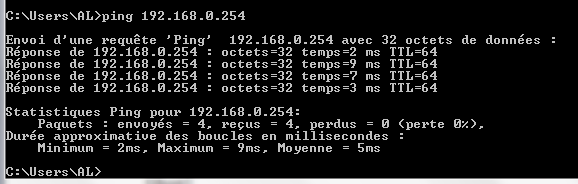 C:\Users\AL>ping 192.168.0.254
Envoi d'une requête 'Ping'  192.168.0.254 avec 32 octets de données :
Réponse de 192.168.0.254 : octets=32 temps=2 ms TTL=64
Réponse de 192.168.0.254 : octets=32 temps=9 ms TTL=64
Réponse de 192.168.0.254 : octets=32 temps=7 ms TTL=64
Réponse de 192.168.0.254 : octets=32 temps=3 ms TTL=64
Statistiques Ping pour 192.168.0.254:
    Paquets : envoyés = 4, reçus = 4, perdus = 0 (perte 0%),
Durée approximative des boucles en millisecondes :
    Minimum = 2ms, Maximum = 9ms, Moyenne = 5ms
C:\Users\AL>